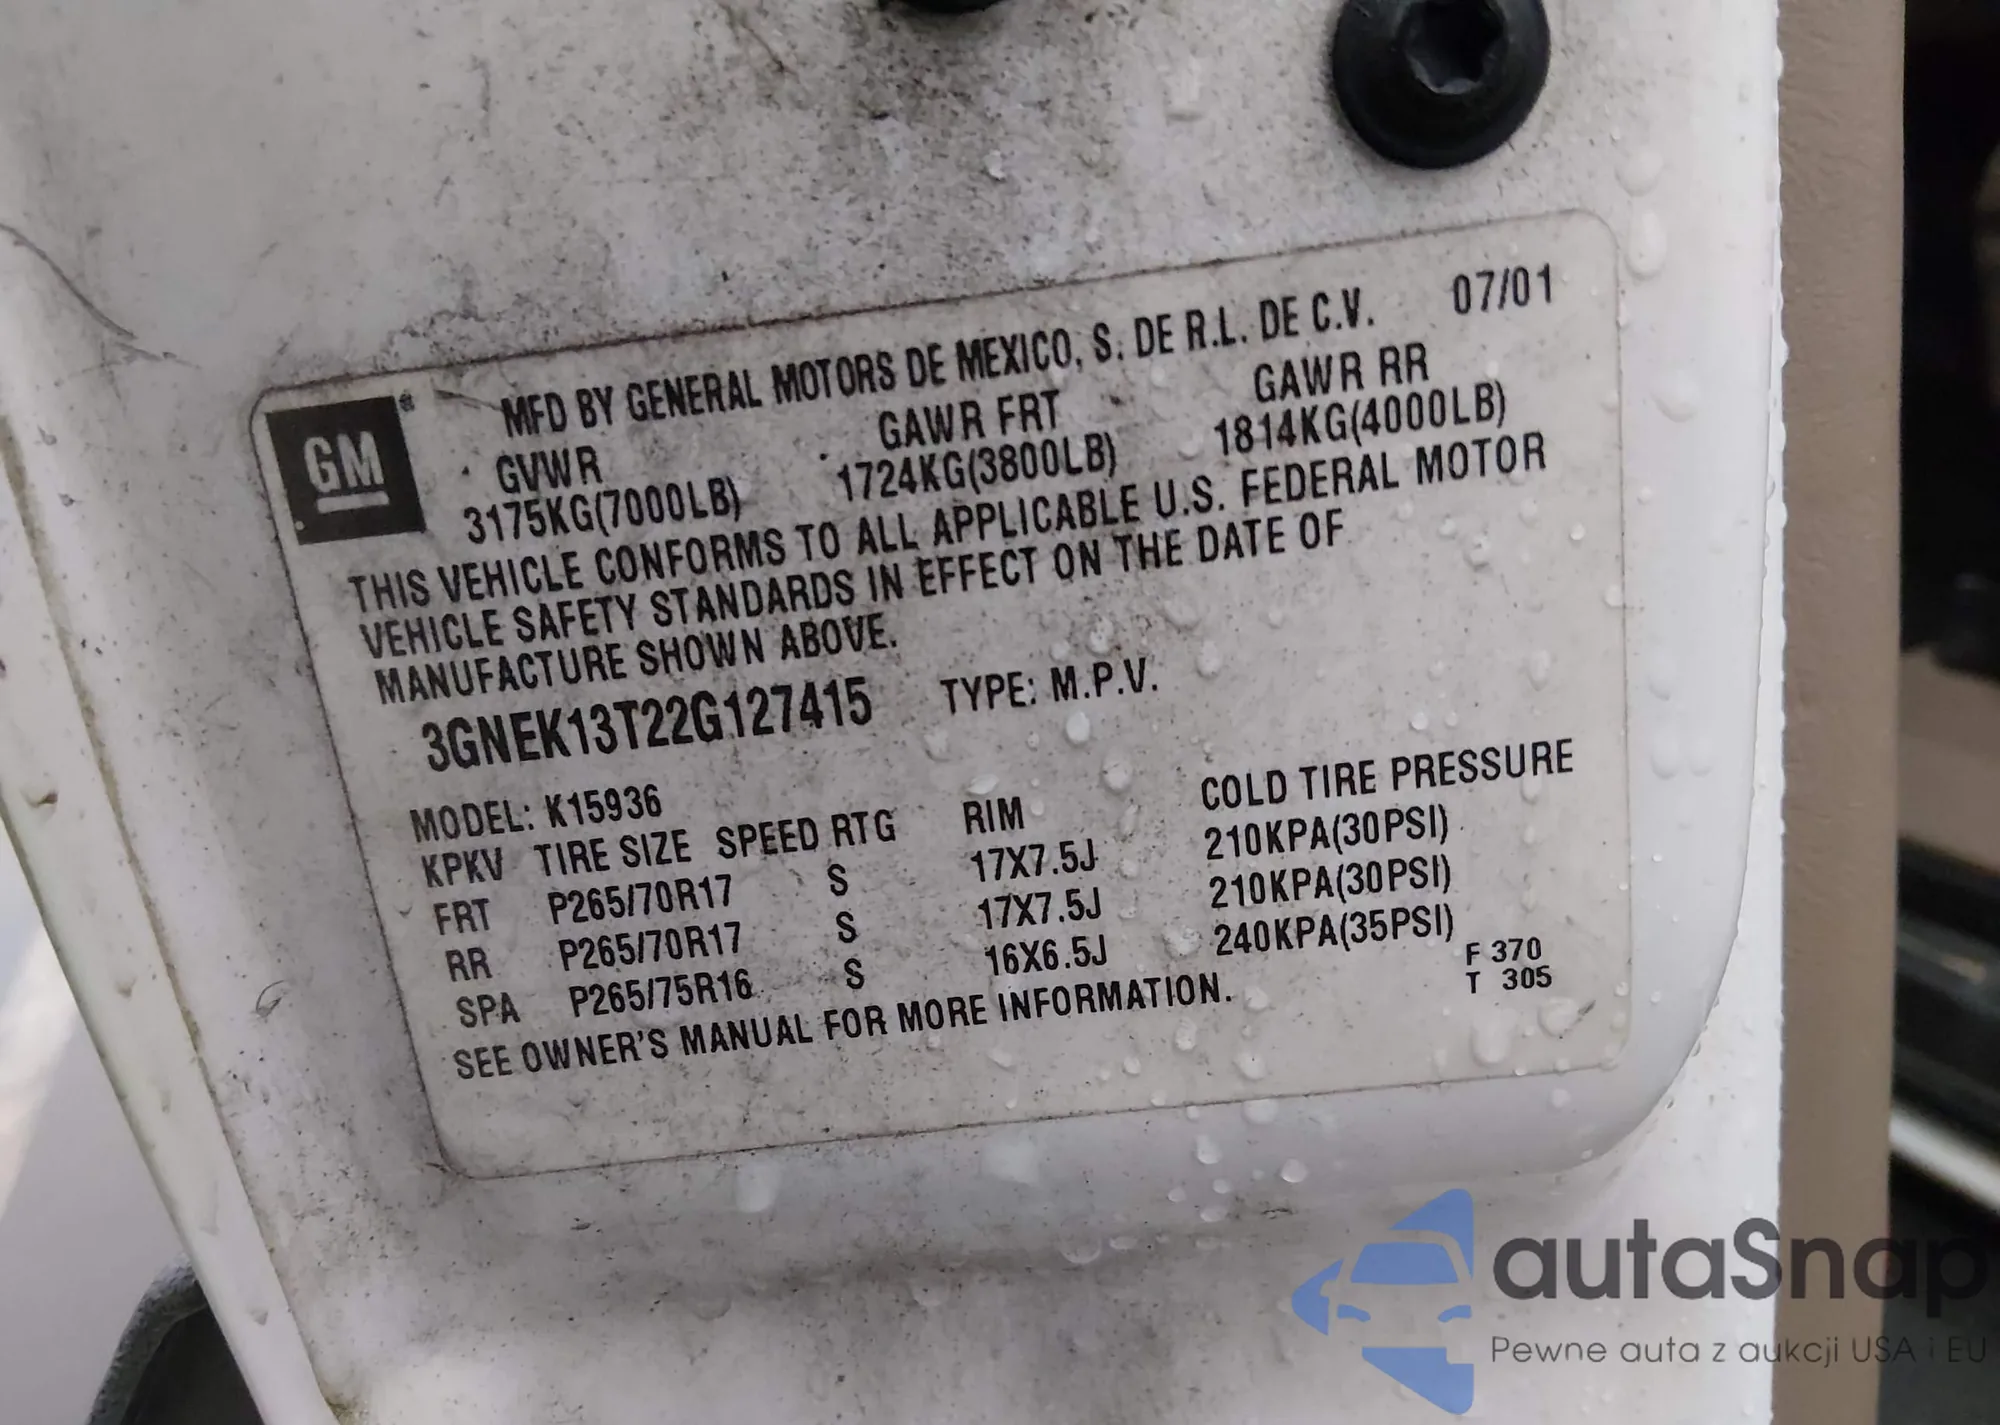 MFD BY GENERAL MOTORS DE MEXICO, S. DE R.L. DE C.V. 07/01
GM
GVWR GAWR FRT GAWR RR
3175KG(7000LB) 1724KG(3800LB) 1814KG(4000LB)
THIS VEHICLE CONFORMS TO ALL APPLICABLE U.S. FEDERAL MOTOR
VEHICLE SAFETY STANDARDS IN EFFECT ON THE DATE OF
MANUFACTURE SHOWN ABOVE.
3GNEK13T22G127415 TYPE: M.P.V.
MODEL: K15936
KPKV TIRE SIZE SPEED RTG RIM COLD TIRE PRESSURE
FRT P265/70R17 S 17X7.5J 210KPA(30PSI)
RR P265/70R17 S 17X7.5J 210KPA(30PSI)
SPA P265/75R16 S 16X6.5J 240KPA(35PSI)
SEE OWNER'S MANUAL FOR MORE INFORMATION.
F 370
T 305
autaSnap
Pewne auta z aukcji USA i EU